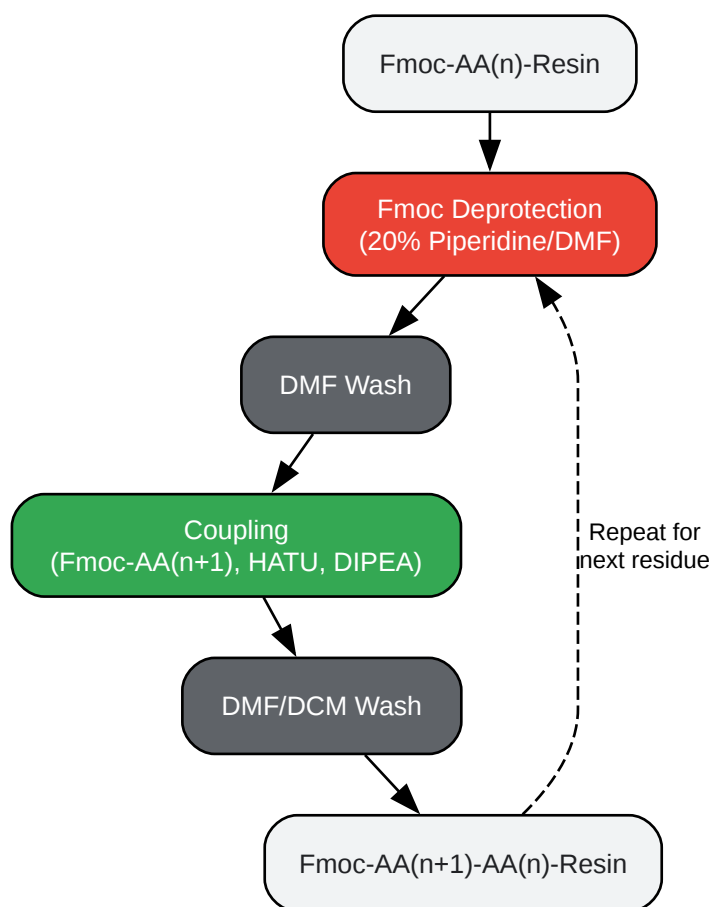 Fmoc-AA(n)-Resin
Fmoc Deprotection
(20% Piperidine/DMF)
DMF Wash
Coupling
(Fmoc-AA(n+1), HATU, DIPEA)
Repeat for
next residue
DMF/DCM Wash
Fmoc-AA(n+1)-AA(n)-Resin